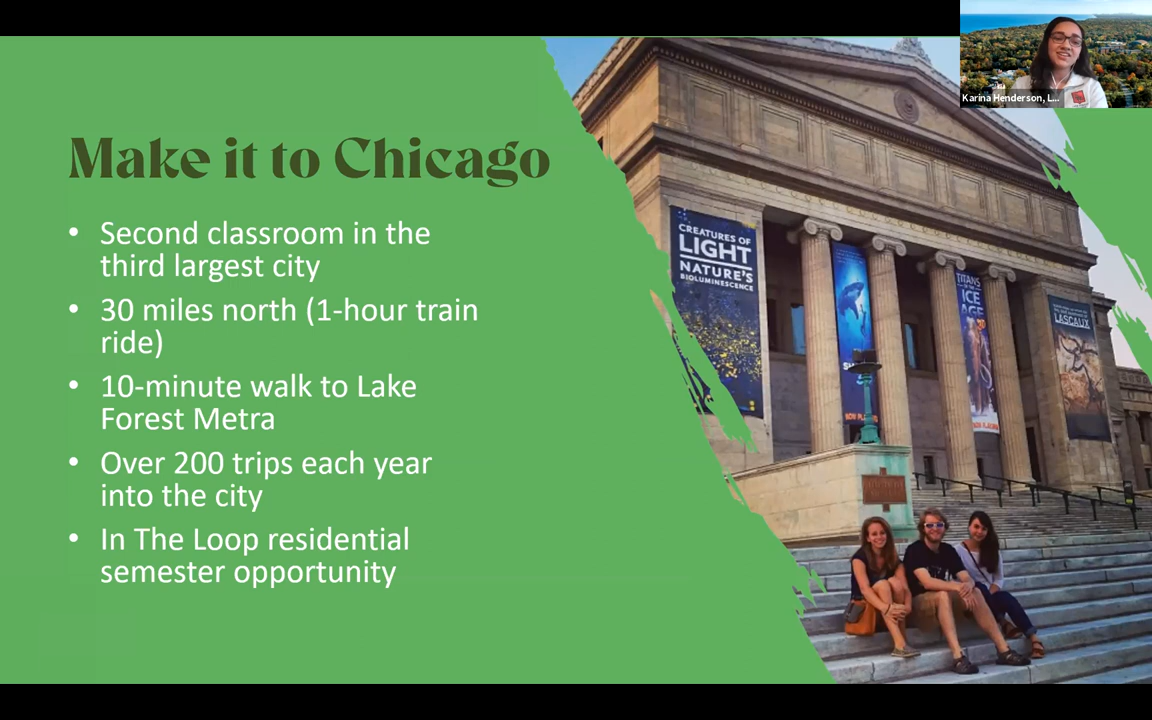 Karina Henderson, L...
Make it to Chicago
• Second classroom in the
third largest city
• 30 miles north (1-hour train
ride)
• 10-minute walk to Lake
Forest Metra
• Over 200 trips each year
into the city
• In The Loop residential
semester opportunity
CREATURES OF
LIGHT
NATURE'S
BIOLUMINESCENCE
TITANS
ICE
AGE
LASCAUX